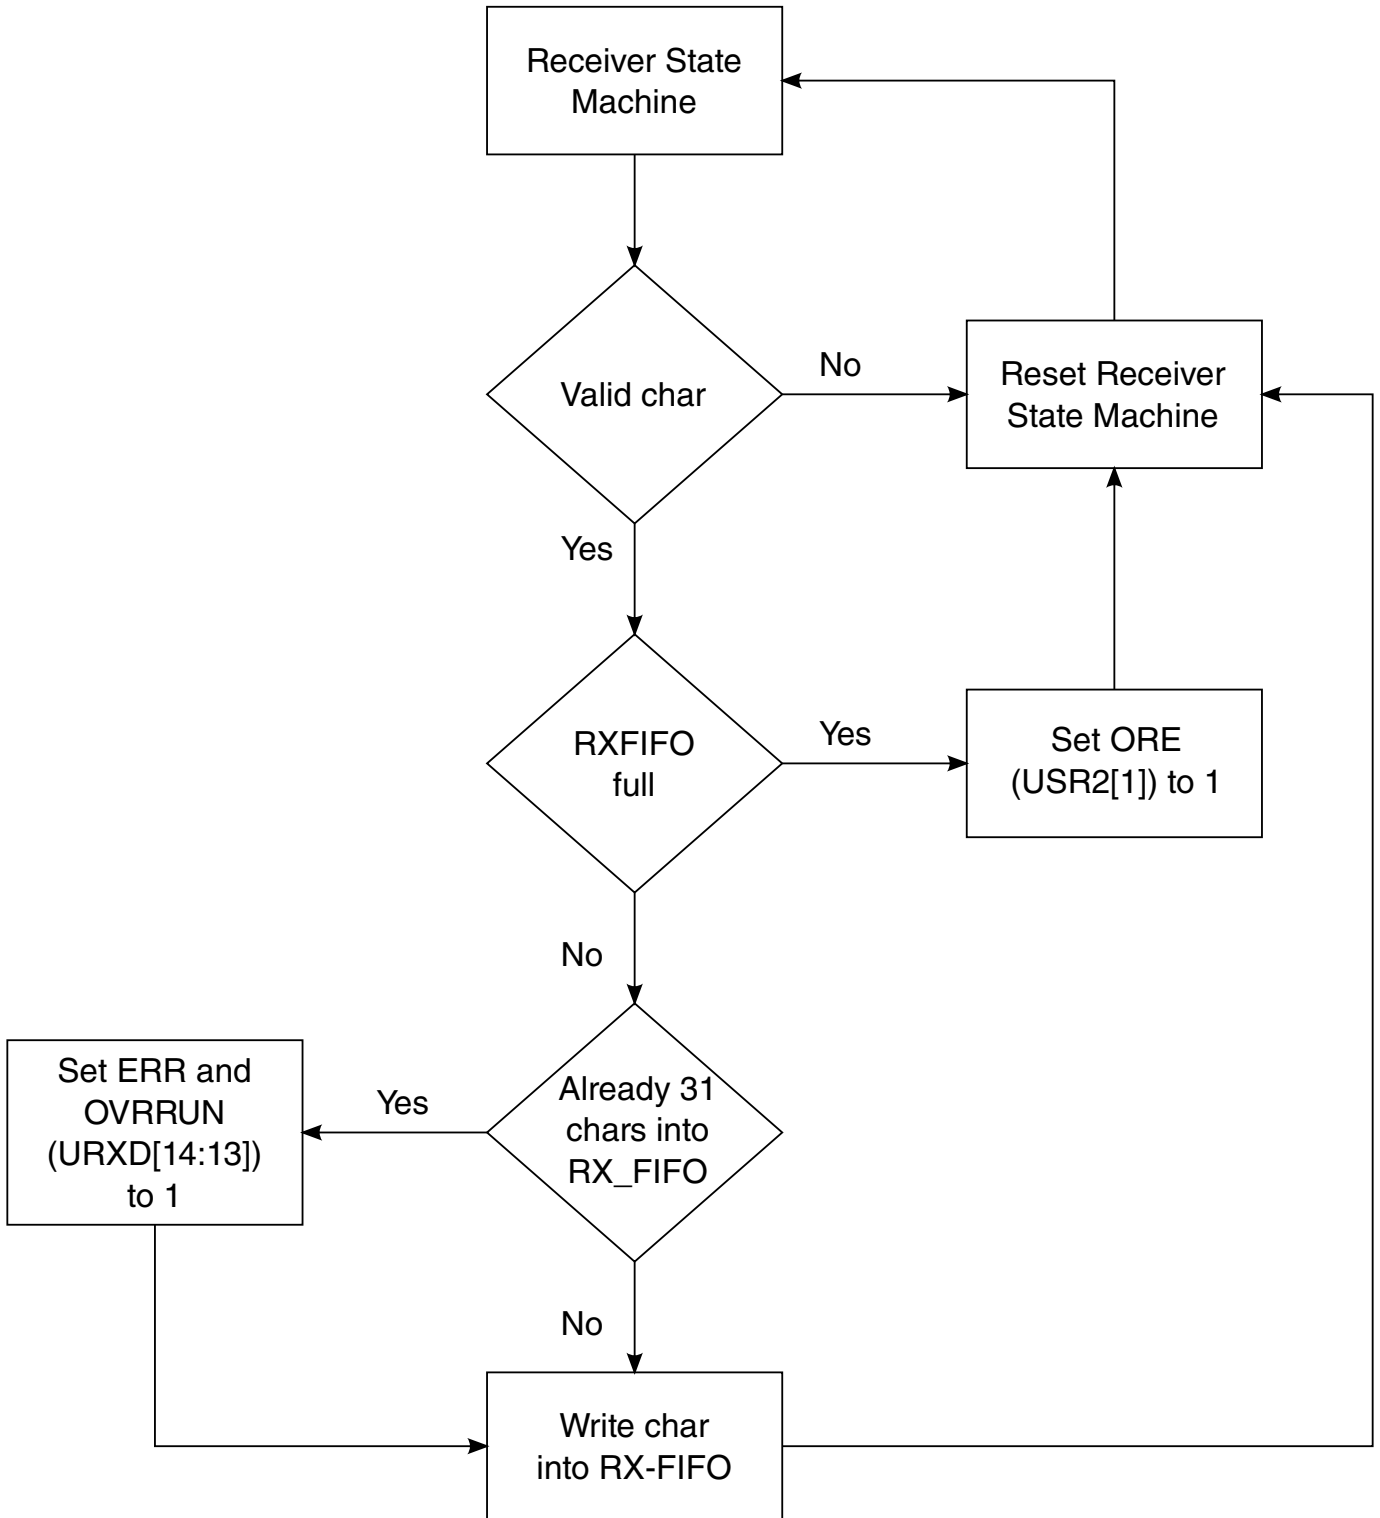 Receiver State
Machine
Valid char
No
Reset Receiver
State Machine
Yes
RXFIFO
full
Yes
Set ORE
(USR2[1]) to 1
No
Set ERR and
OVRRUN
(URXD[14:13])
to 1
Yes
Already 31
chars into
RX_FIFO
No
Write char
into RX-FIFO